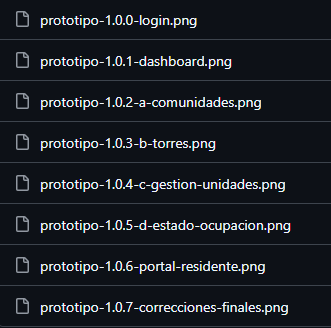 prototipo-1.0.0-login.png
prototipo-1.0.1-dashboard.png
prototipo-1.0.2-a-comunidades.png
prototipo-1.0.3-b-torres.png
prototipo-1.0.4-c-gestion-unidades.png
prototipo-1.0.5-d-estado-ocupacion.png
prototipo-1.0.6-portal-residente.png
prototipo-1.0.7-correcciones-finales.png